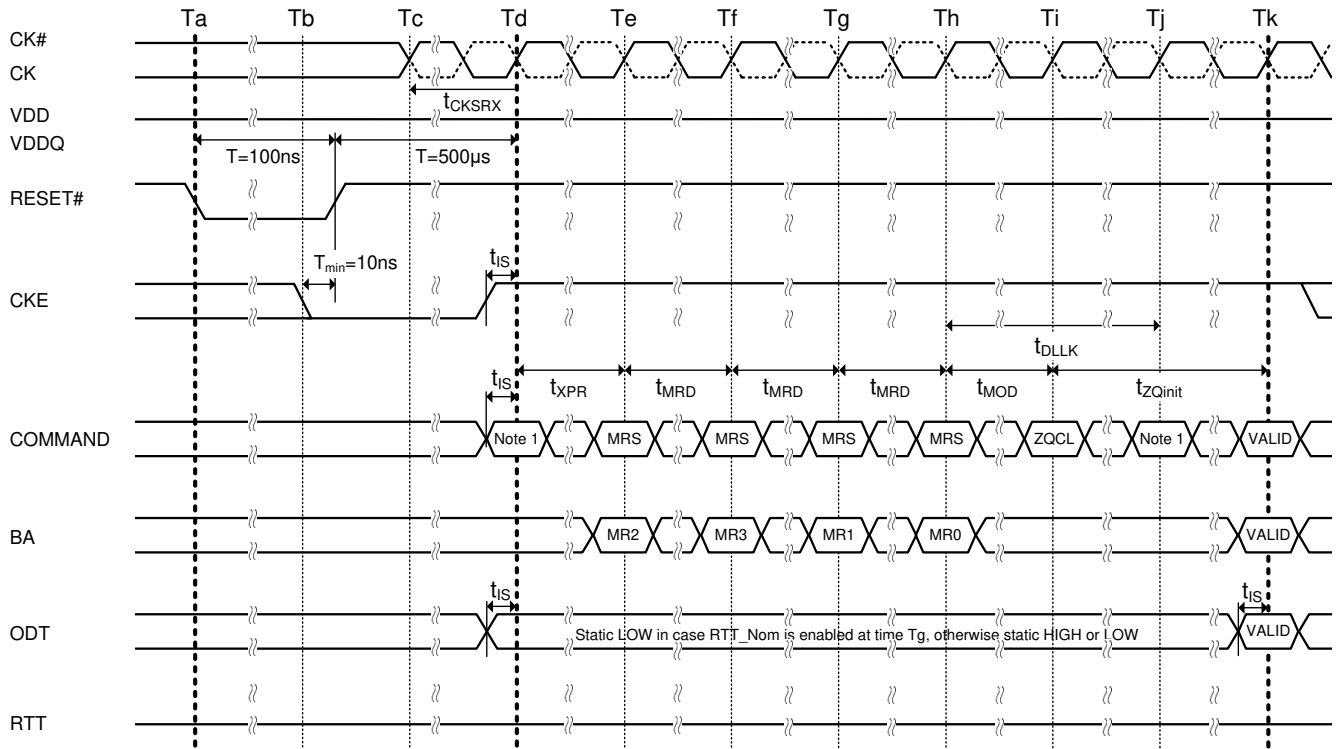 Ta Tb Tc Td Te Tf Tg Th Ti Tj Tk
CK#
CK
tCKSRX
VDD
VDDQ
T=100ns T=500µs
RESET#
Tmin=10ns tIS
CKE
tDLLK
tIS tXPR tMRD tMRD tMRD tMOD tZQinit
COMMAND Note 1 MRS MRS MRS MRS ZQCL Note 1 VALID
BA MR2 MR3 MR1 MR0 VALID
tIS tIS
ODT Static LOW in case RTT_Nom is enabled at time Tg, otherwise static HIGH or LOW VALID
RTT